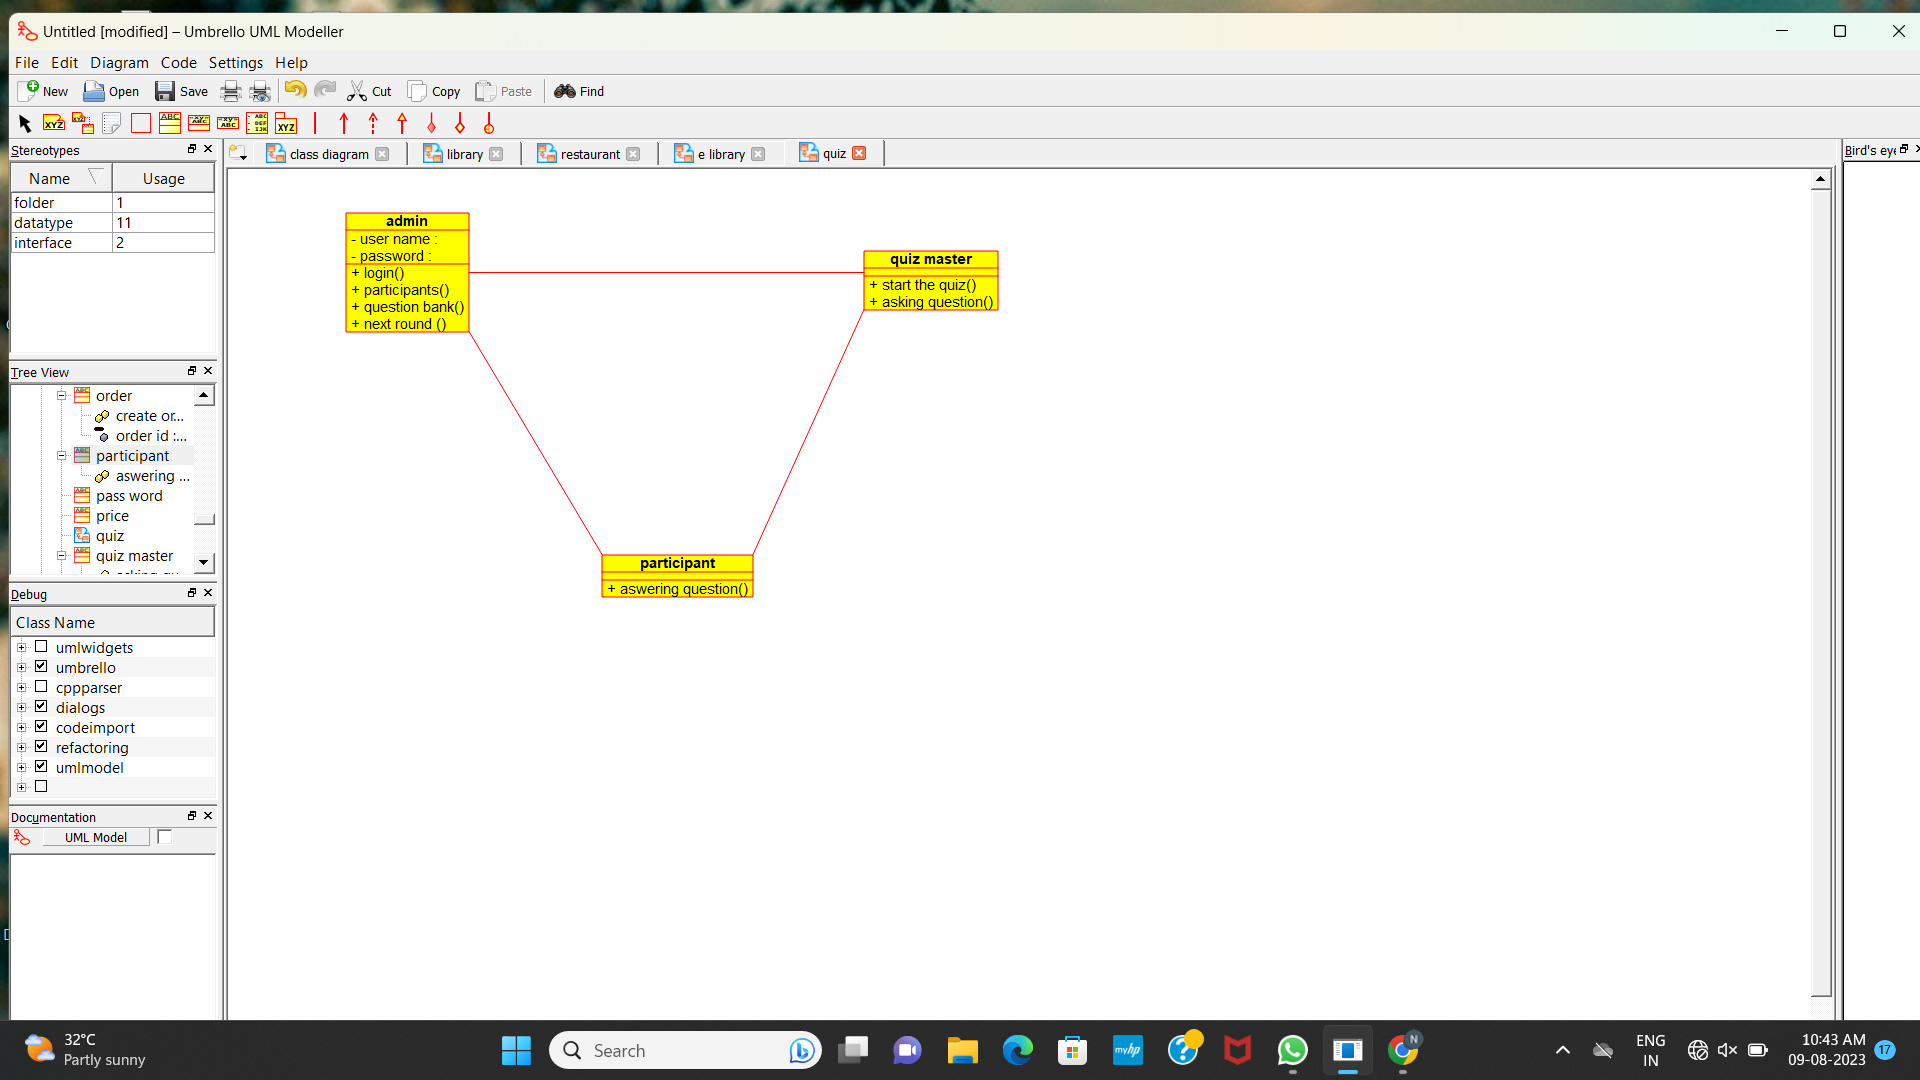 Untitled [modified] – Umbrello UML Modeller
File Edit Diagram Code Settings Help
New Open Save Cut Copy Paste Find
Stereotypes
Name Usage
folder 1
datatype 11
interface 2
class diagram library restaurant e library quiz
Bird's eye
admin
- user name :
- password :
+ login()
+ participants()
+ question bank()
+ next round ()
quiz master
+ start the quiz()
+ asking question()
participant
+ aswering question()
Tree View
order
create or...
order id :...
participant
aswering ...
pass word
price
quiz
quiz master
Debug
Class Name
umlwidgets
umbrello
cppparser
dialogs
codeimport
refactoring
umlmodel
Documentation
UML Model
32°C
Partly sunny
Search
myhp
N
ENG
IN
10:43 AM
09-08-2023
17